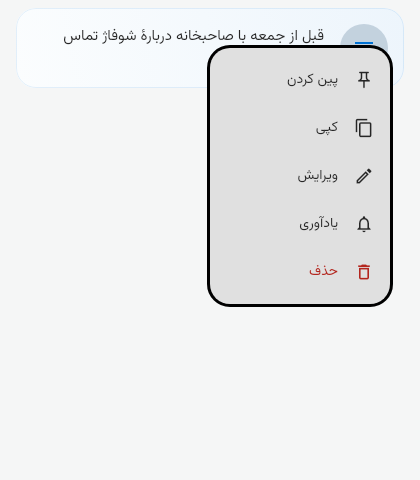 قبل از جمعه با صاحبخانه دربارهٔ شوفاژ تماس
پین کردن
کپی
ویرایش
یادآوری
حذف